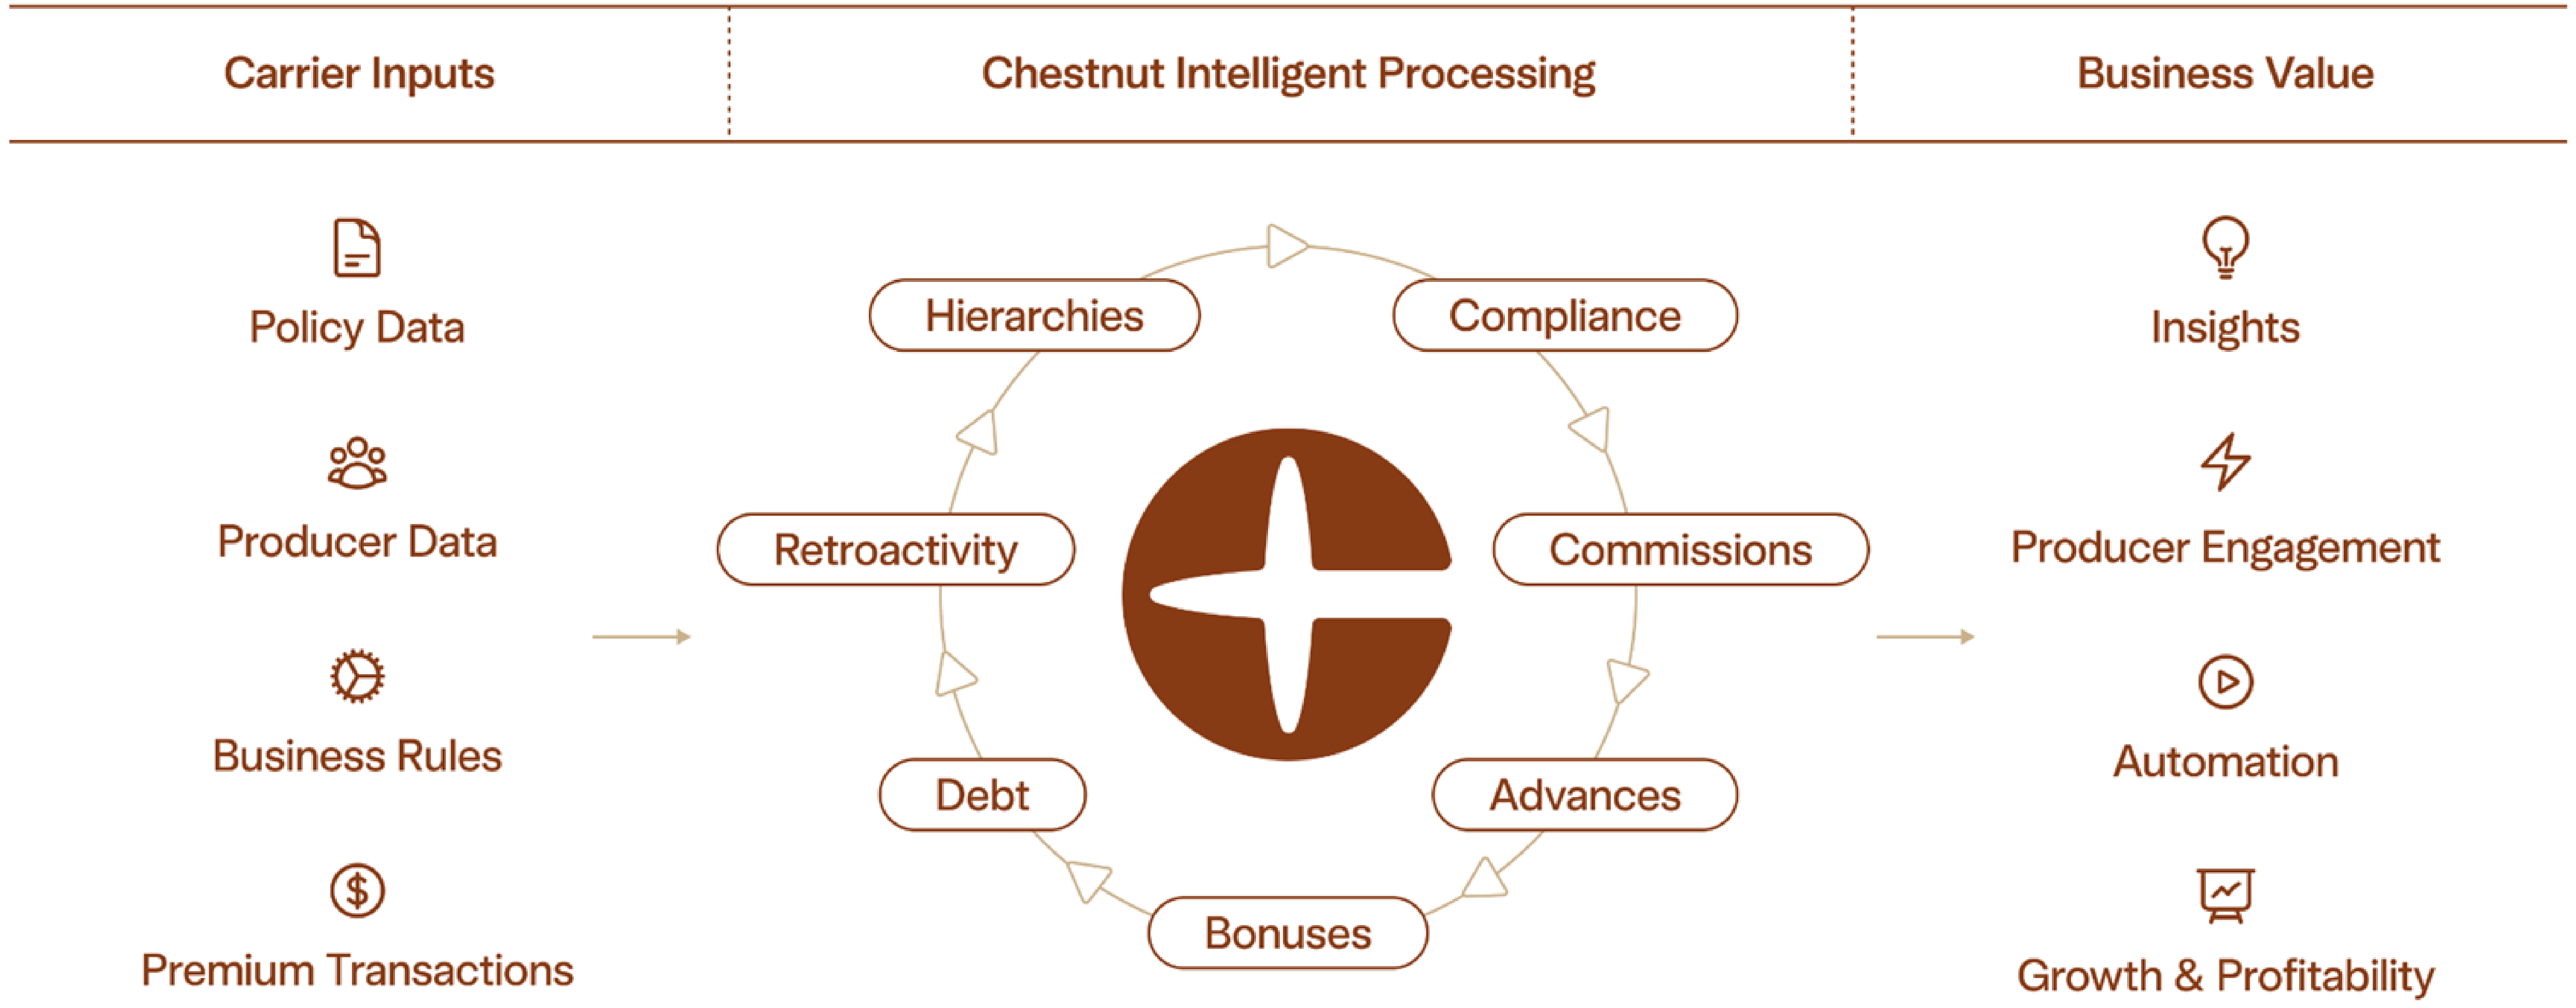 Carrier Inputs
Chestnut Intelligent Processing
Business Value
Policy Data
Producer Data
Business Rules
Premium Transactions
Hierarchies
Compliance
Commissions
Advances
Bonuses
Debt
Retroactivity
Insights
Producer Engagement
Automation
Growth & Profitability